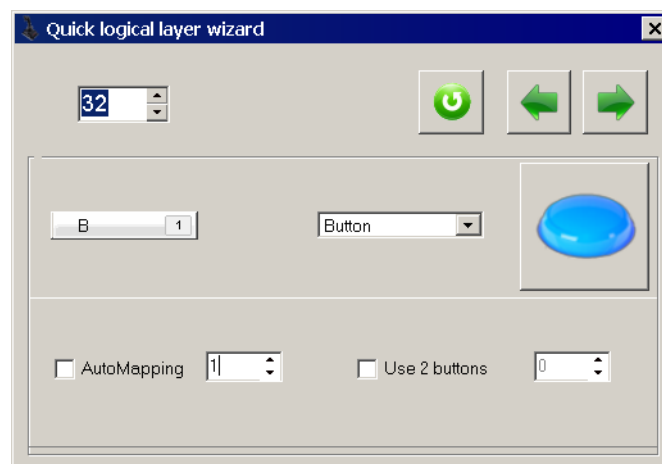 Quick logical layer wizard
32
B 1
Button
AutoMapping 1
Use 2 buttons 0